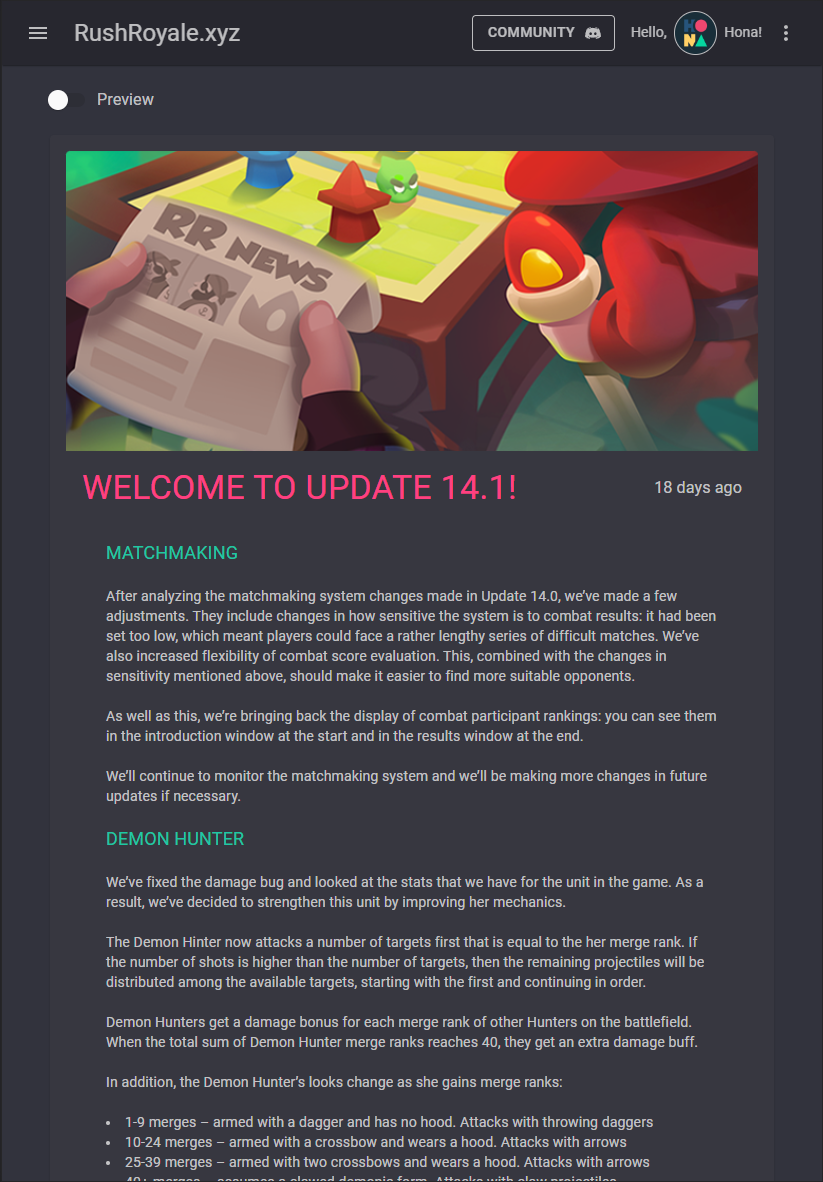 RushRoyale.xyz
COMMUNITY
Hello,
HONA
Hona!
Preview
RR NEWS
WELCOME TO UPDATE 14.1!
18 days ago
MATCHMAKING
After analyzing the matchmaking system changes made in Update 14.0, we’ve made a few
adjustments. They include changes in how sensitive the system is to combat results: it had been
set too low, which meant players could face a rather lengthy series of difficult matches. We’ve
also increased flexibility of combat score evaluation. This, combined with the changes in
sensitivity mentioned above, should make it easier to find more suitable opponents.
As well as this, we’re bringing back the display of combat participant rankings: you can see them
in the introduction window at the start and in the results window at the end.
We’ll continue to monitor the matchmaking system and we’ll be making more changes in future
updates if necessary.
DEMON HUNTER
We’ve fixed the damage bug and looked at the stats that we have for the unit in the game. As a
result, we’ve decided to strengthen this unit by improving her mechanics.
The Demon Hinter now attacks a number of targets first that is equal to the her merge rank. If
the number of shots is higher than the number of targets, then the remaining projectiles will be
distributed among the available targets, starting with the first and continuing in order.
Demon Hunters get a damage bonus for each merge rank of other Hunters on the battlefield.
When the total sum of Demon Hunter merge ranks reaches 40, they get an extra damage buff.
In addition, the Demon Hunter’s looks change as she gains merge ranks:
• 1-9 merges – armed with a dagger and has no hood. Attacks with throwing daggers
• 10-24 merges – armed with a crossbow and wears a hood. Attacks with arrows
• 25-39 merges – armed with two crossbows and wears a hood. Attacks with arrows
• 40+ merges – assumes a clawed demonic form. Attacks with claw projectiles